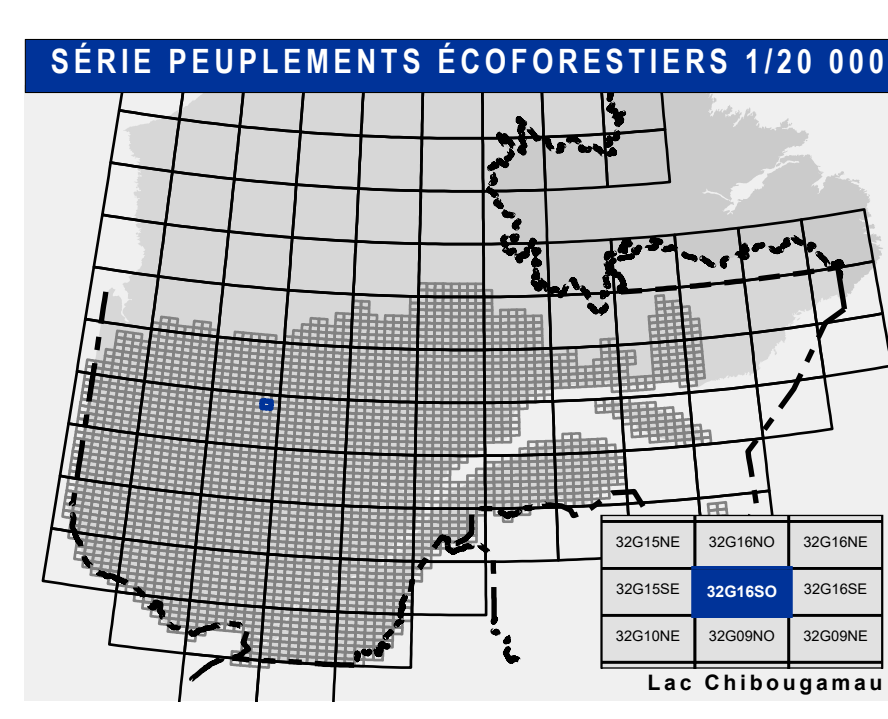 SÉRIE PEUPLEMENTS ÉCOFORESTIERS 1/20 000
32G15NE 32G16NO 32G16NE
32G15SE 32G16SO 32G16SE
32G10NE 32G09NO 32G09NE
Lac Chibougamau